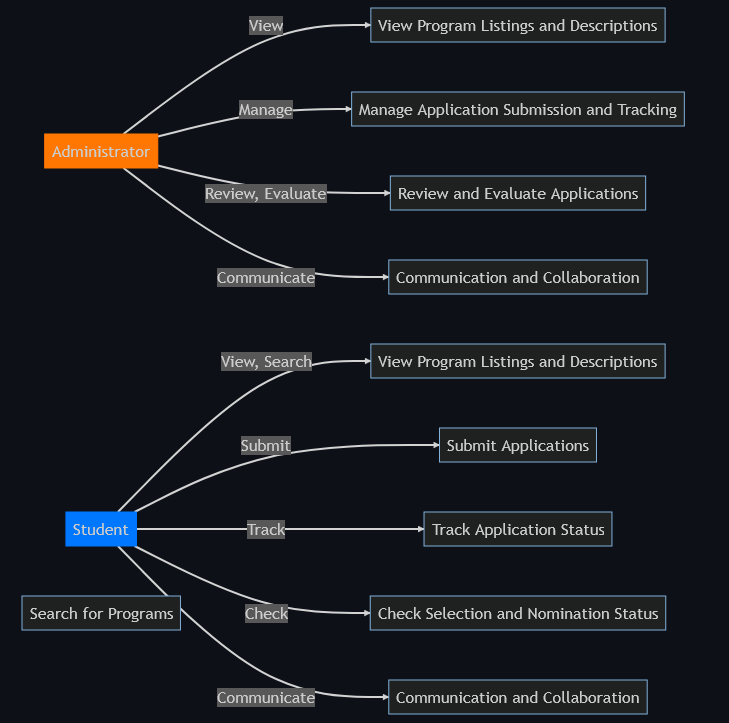 View
View Program Listings and Descriptions
Manage
Manage Application Submission and Tracking
Administrator
Review, Evaluate
Review and Evaluate Applications
Communicate
Communication and Collaboration
View, Search
View Program Listings and Descriptions
Submit
Submit Applications
Student
Track
Track Application Status
Search for Programs
Check
Check Selection and Nomination Status
Communicate
Communication and Collaboration